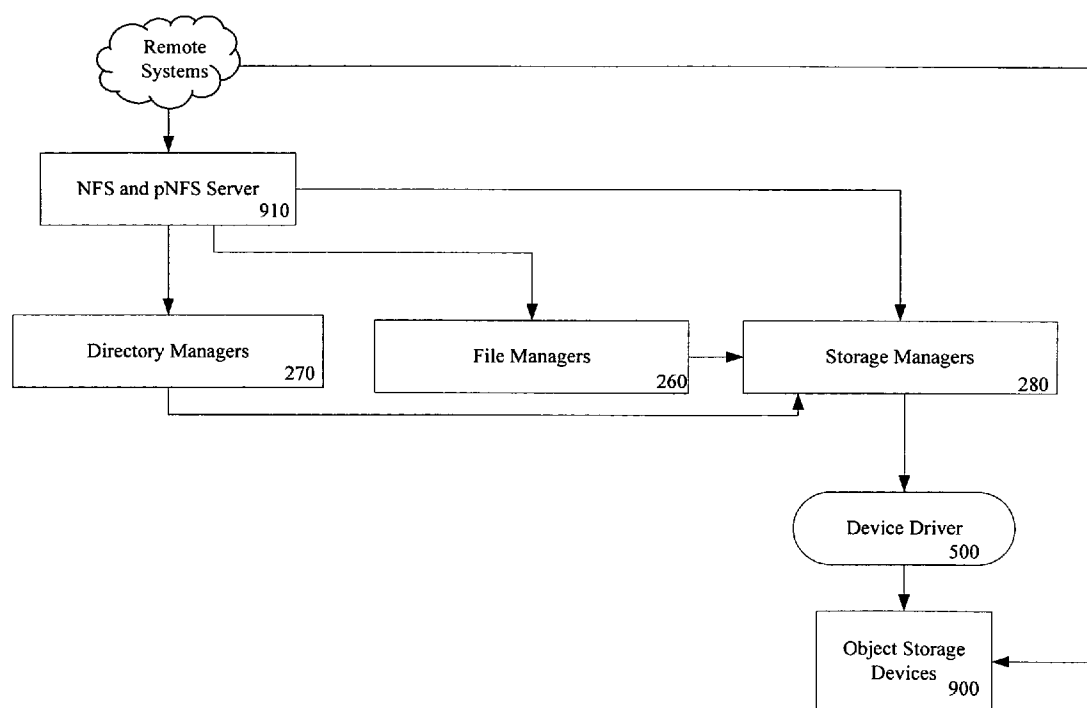 Remote
Systems
NFS and pNFS Server
910
Directory Managers
270
File Managers
260
Storage Managers
280
Device Driver
500
Object Storage
Devices
900